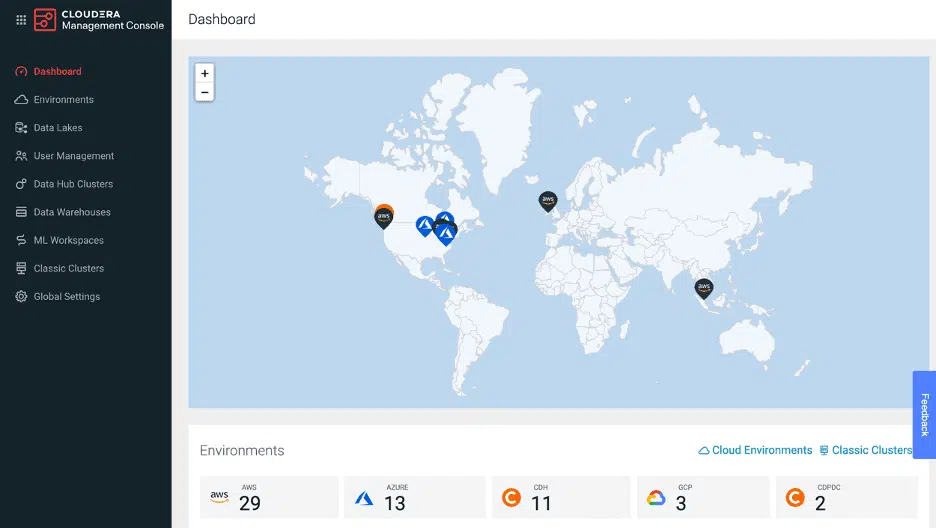 CLOUDERA
Management Console
Dashboard
Dashboard
Environments
Data Lakes
User Management
Data Hub Clusters
Data Warehouses
ML Workspaces
Classic Clusters
Global Settings
+
−
aws
aws
aws
Feedback
Environments
Cloud Environments
Classic Clusters
aws
AWS
29
AZURE
13
CDH
11
GCP
3
CDPDC
2